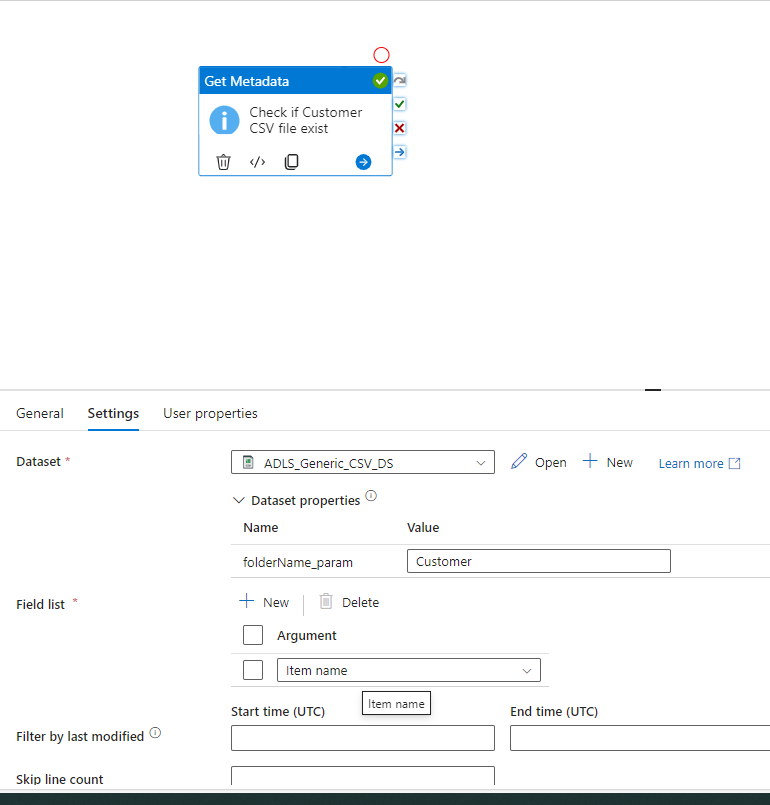 Get Metadata
Check if Customer
CSV file exist
General Settings User properties
Dataset * ADLS_Generic_CSV_DS Open New Learn more
Dataset properties
Name Value
folderName_param Customer
Field list * New Delete
Argument
Item name
Item name
Start time (UTC) End time (UTC)
Filter by last modified
Skip line count